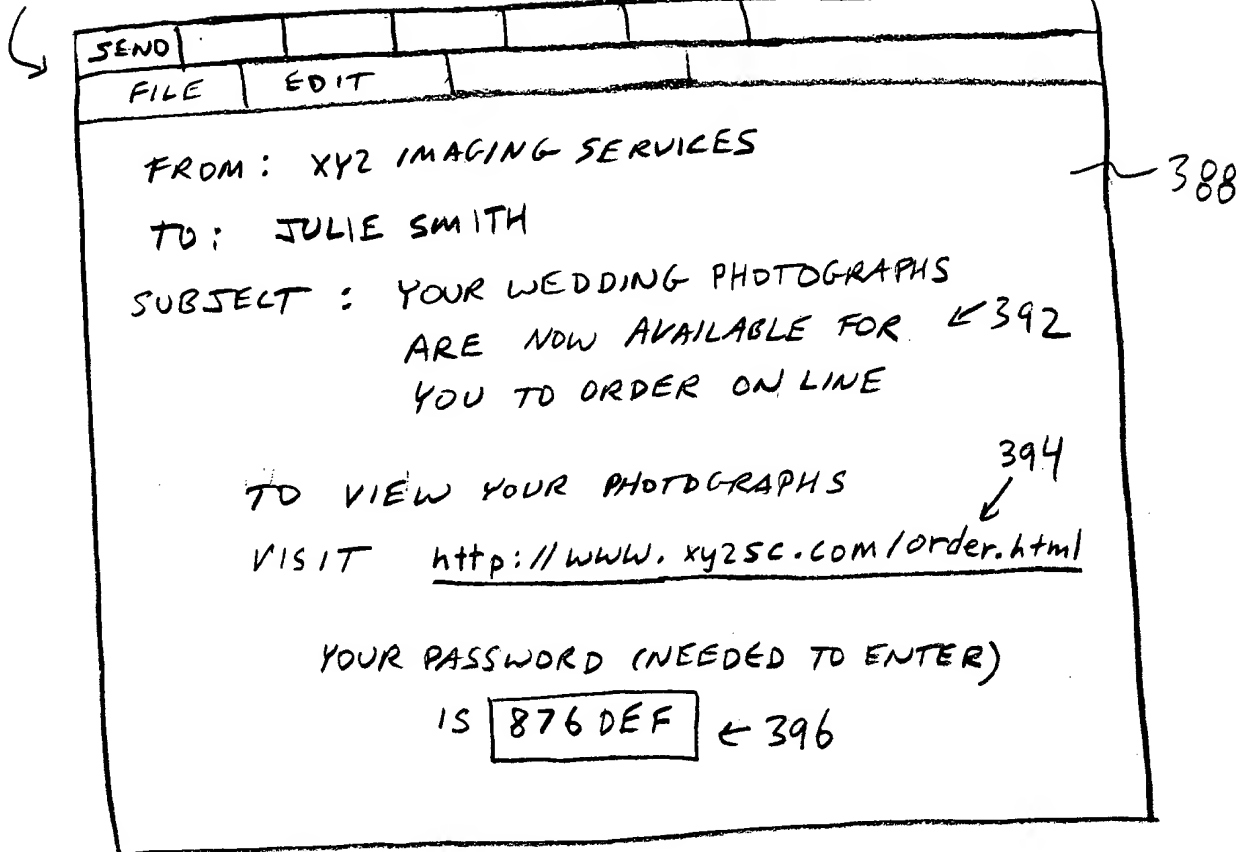 SEND
FILE EDIT
FROM: XYZ IMAGING SERVICES
388
TO: JULIE SMITH
SUBJECT: YOUR WEDDING PHOTOGRAPHS
ARE NOW AVAILABLE FOR 392
YOU TO ORDER ON LINE
394
TO VIEW YOUR PHOTOGRAPHS
VISIT http://www.xyzsc.com/order.html
YOUR PASSWORD (NEEDED TO ENTER)
IS 876 DEF 396